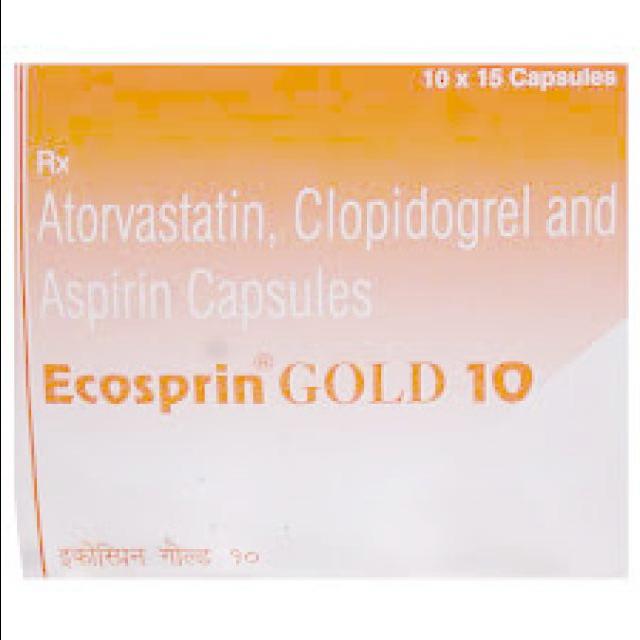 10 x 15 Capsules
Rx
Atorvastatin, Clopidogrel and
Aspirin Capsules
Ecosprin® GOLD 10
इकोस्प्रिन गोल्ड १०